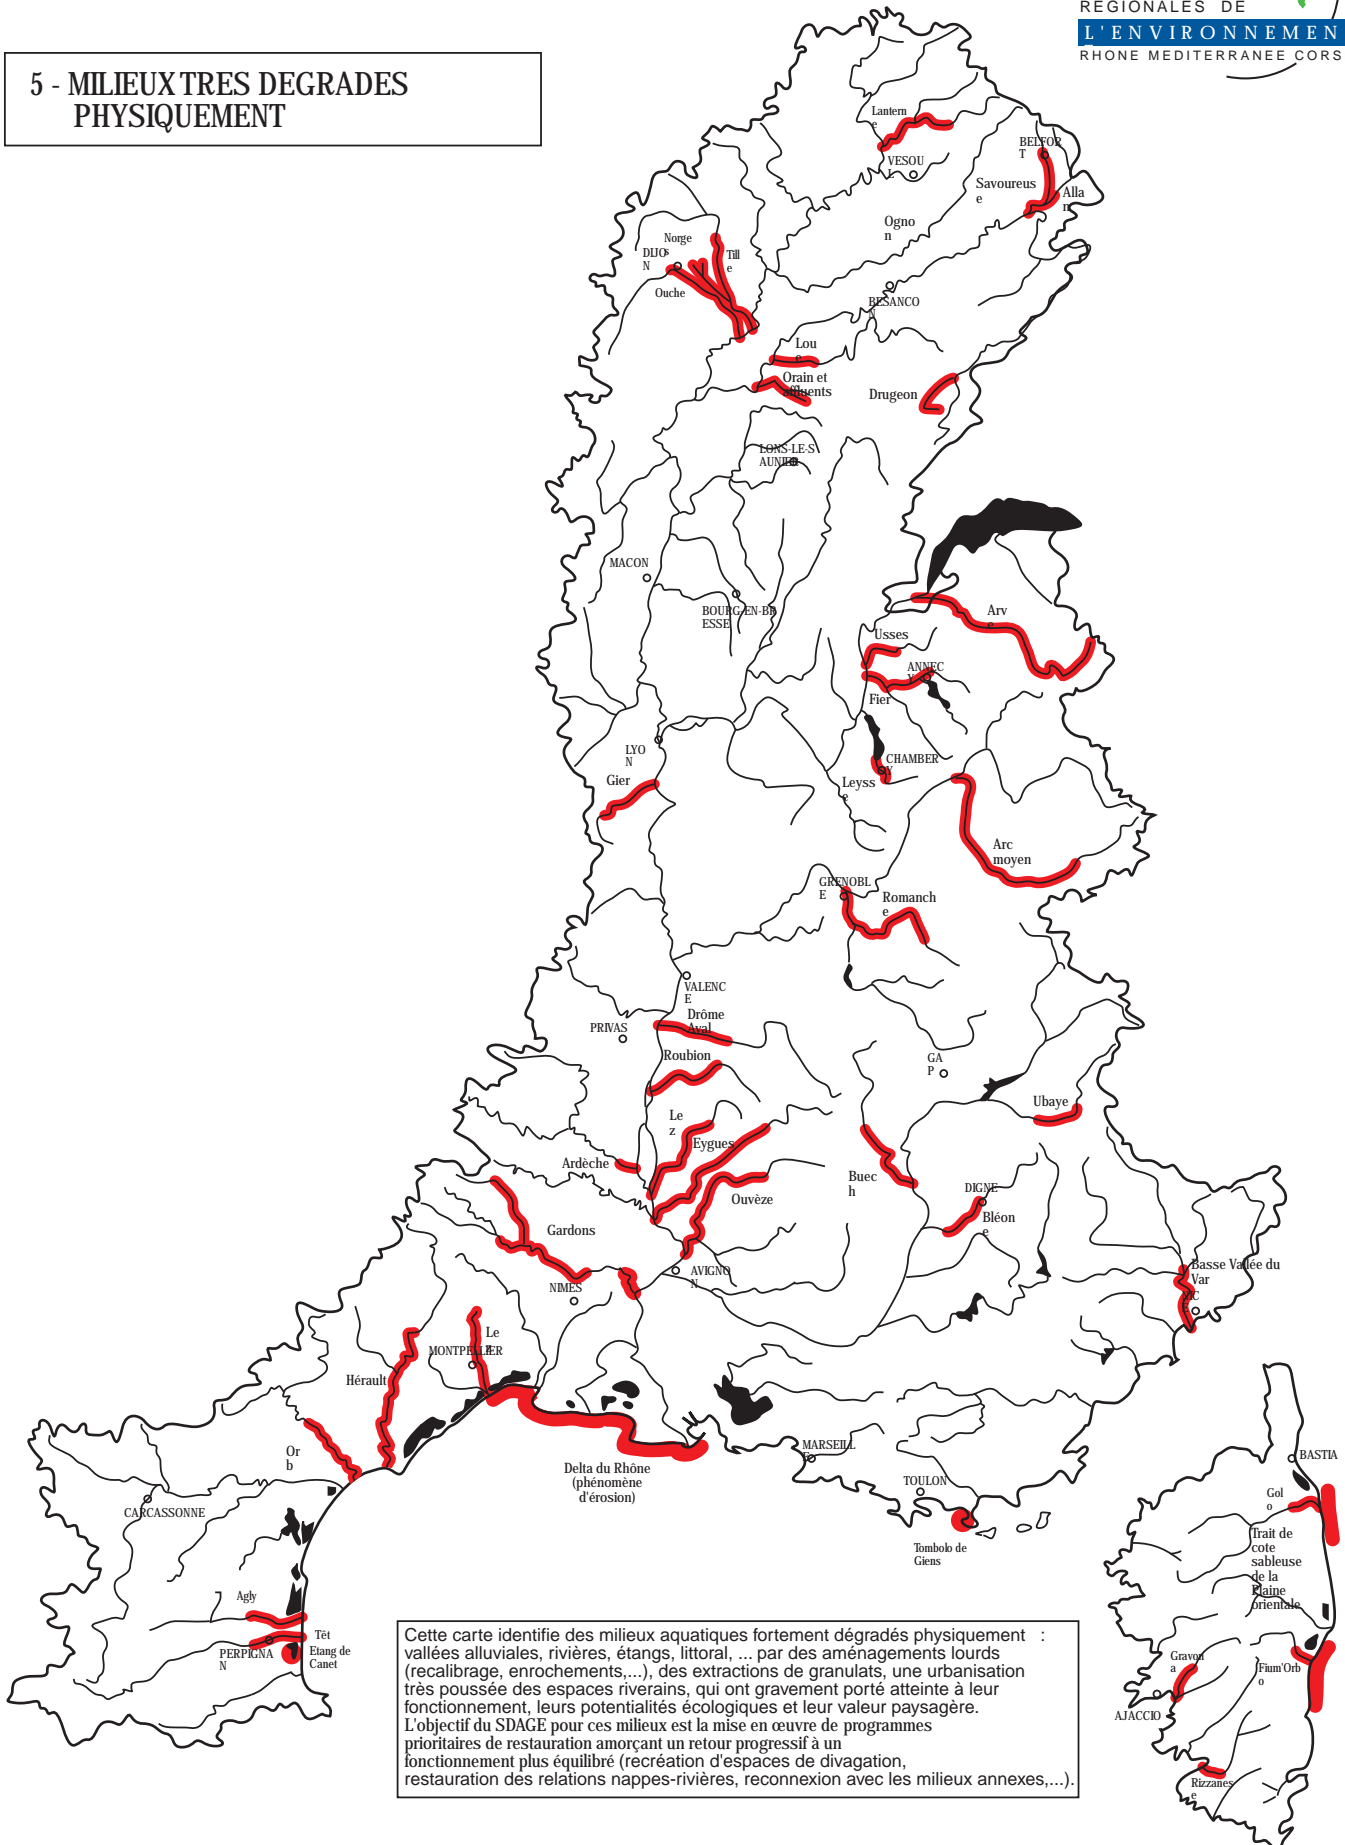 REGIONALES DE
L'ENVIRONNEMEN
RHONE MEDITERRANEE CORS
5 - MILIEUX TRES DEGRADES
PHYSIQUEMENT
Lantern
e
VESOU
L
BELFOR
T
Savoureus
e
Alla
n
Ogno
n
Norge
s
DIJO
N
Till
e
Ouche
BESANCO
N
Lou
e
Orain et
affluents
Drugeon
LONS-LE-S
AUNIER
MACON
BOURG-EN-BR
ESSE
Arv
e
Usses
ANNEC
Y
Fier
LYO
N
CHAMBER
Y
Leyss
e
Gier
Arc
moyen
GRENOBL
E
Romanch
e
VALENC
E
Drôme
Aval
PRIVAS
Roubion
GA
P
Ubaye
Le
z
Eygues
Ardèche
Buec
h
Ouvèze
DIGNE
Bléon
e
Gardons
AVIGNO
N
NIMES
Basse Vallée du
Var
NIC
E
Le
z
MONTPELLIER
Hérault
Or
b
Delta du Rhône
(phénomène
d'érosion)
MARSEILL
E
TOULON
Tombolo de
Giens
CARCASSONNE
Agly
Têt
PERPIGNA
N
Etang de
Canet
BASTIA
Gol
o
Trait de
cote
sableuse
de la
Plaine
orientale
Gravon
a
Fium'Orb
o
AJACCIO
Rizzanes
e
Cette carte identifie des milieux aquatiques fortement dégradés physiquement :
vallées alluviales, rivières, étangs, littoral, ... par des aménagements lourds
(recalibrage, enrochements,...), des extractions de granulats, une urbanisation
très poussée des espaces riverains, qui ont gravement porté atteinte à leur
fonctionnement, leurs potentialités écologiques et leur valeur paysagère.
L'objectif du SDAGE pour ces milieux est la mise en œuvre de programmes
prioritaires de restauration amorçant un retour progressif à un
fonctionnement plus équilibré (recréation d'espaces de divagation,
restauration des relations nappes-rivières, reconnexion avec les milieux annexes,...).